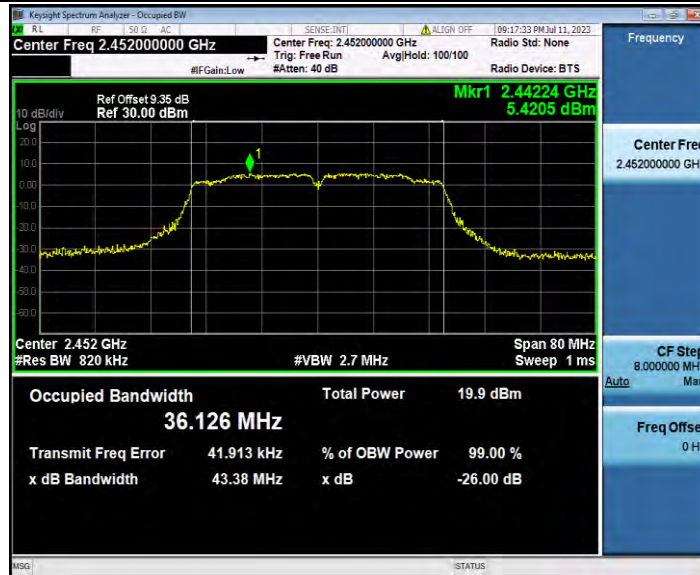 Keysight Spectrum Analyzer - Occupied BW
RL RF 50 Ω AC SENSE:INT ALIGN OFF 09:17:33 PM Jul 11, 2023
Center Freq 2.452000000 GHz
Center Freq: 2.452000000 GHz Radio Std: None
Trig: Free Run Avg|Hold: 100/100
#IFGain:Low #Atten: 40 dB Radio Device: BTS
Frequency
Mkr1 2.44224 GHz
5.4205 dBm
Ref Offset 9.35 dB
10 dB/div Ref 30.00 dBm
Log
20.0
10.0
0.00
-10.0
-20.0
-30.0
-40.0
-50.0
-60.0
1
Center 2.452 GHz Span 80 MHz
#Res BW 820 kHz #VBW 2.7 MHz Sweep 1 ms
Occupied Bandwidth Total Power 19.9 dBm
36.126 MHz
Transmit Freq Error 41.913 kHz % of OBW Power 99.00 %
x dB Bandwidth 43.38 MHz x dB -26.00 dB
Center Fre
2.452000000 GH
CF Ste
8.000000 MH
Auto Ma
Freq Offse
0 H
MSG STATUS